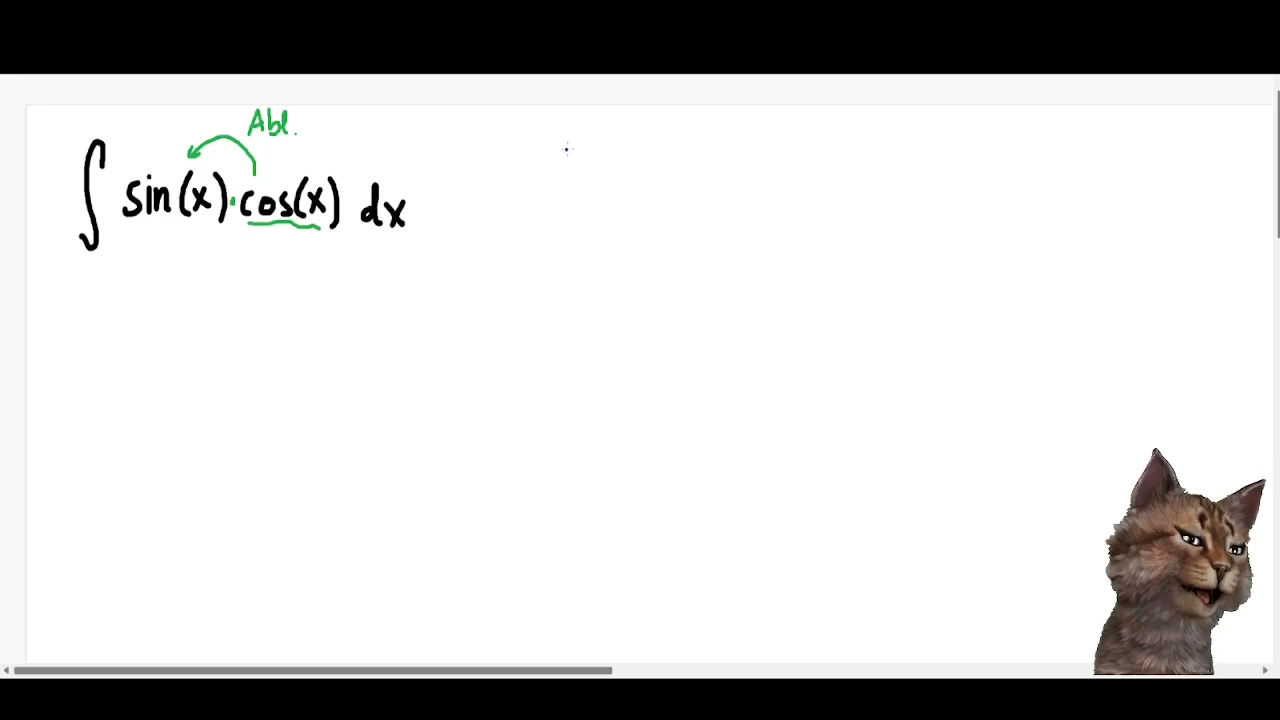 Abl.
∫ sin(x)·cos(x) dx